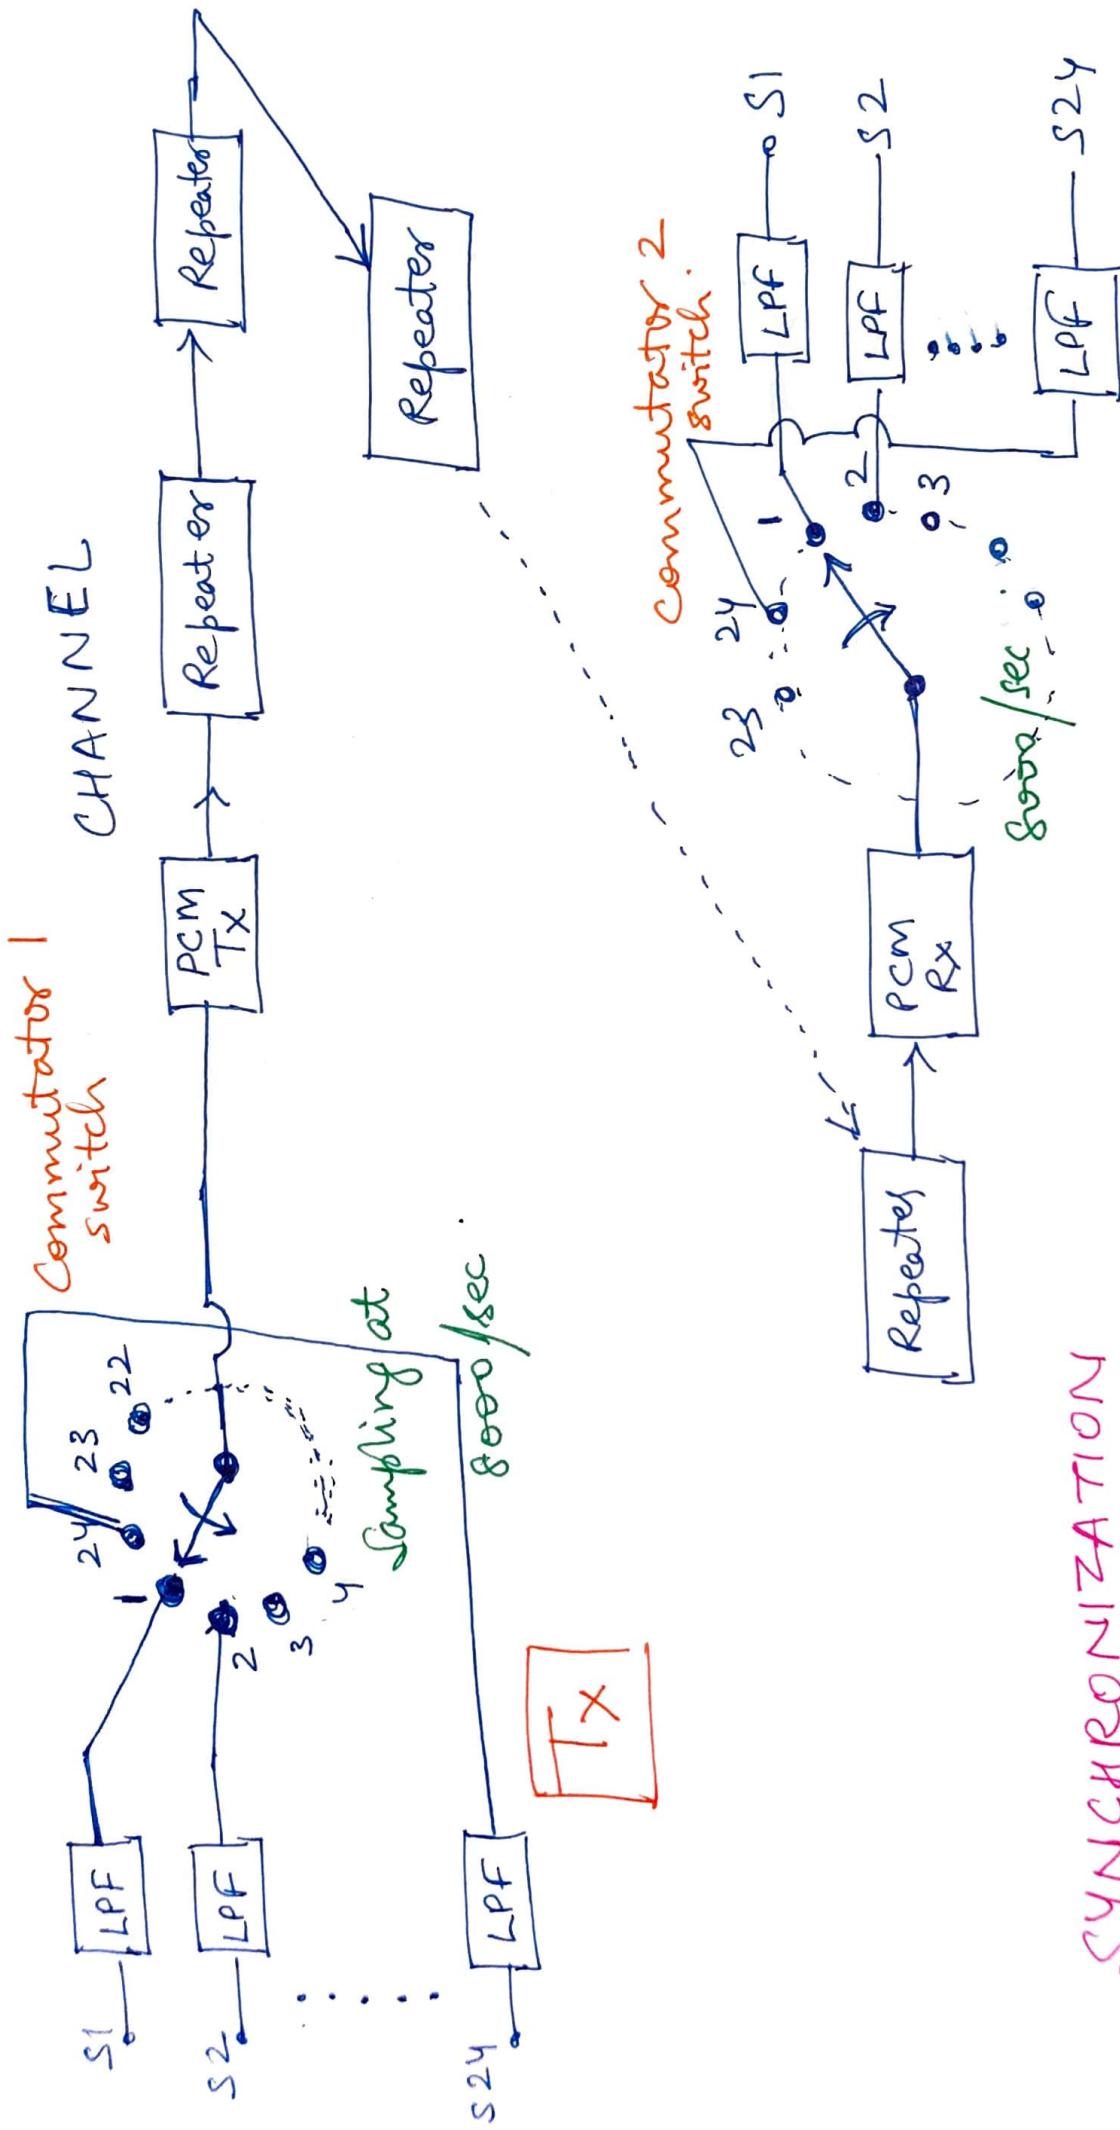 CHANNEL
Commutator 1
switch
S1
LPF
S2
LPF
S24
LPF
1
2
3
4
22
23
24
Sampling at
8000/sec
Tx
PCM
Tx
Repeater
Repeater
Repeater
Repeater
PCM
Rx
Commutator 2
switch.
23
24
1
2
3
8000/sec
LPF
S1
LPF
S2
LPF
S24
SYNCHRONIZATION